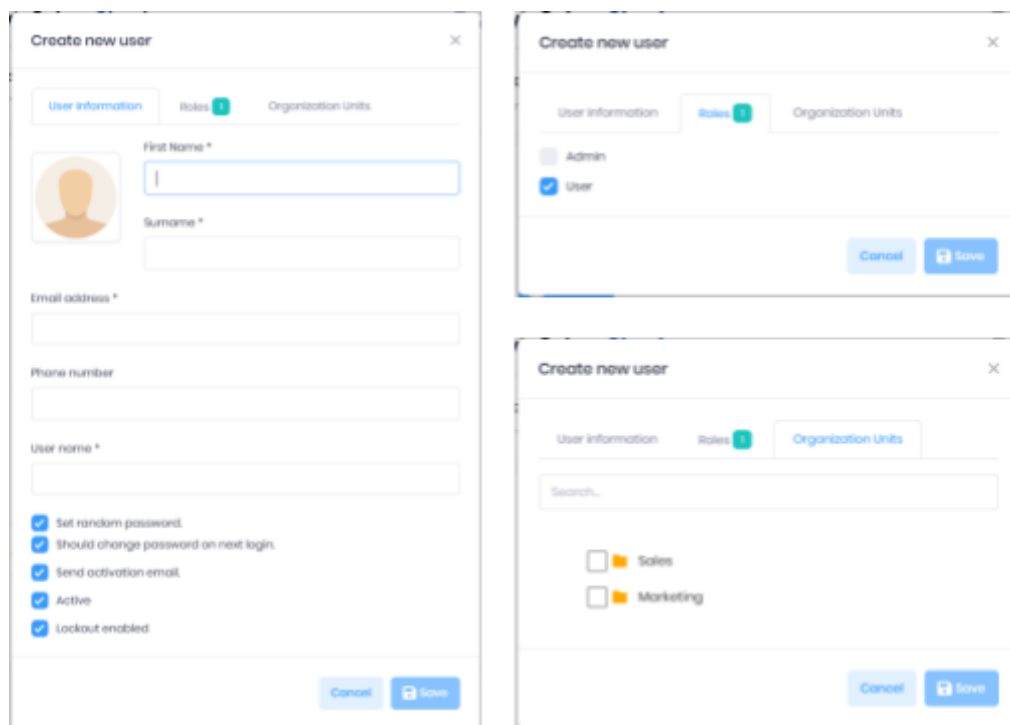 Create new user ×
User information Roles 1 Organization Units
First Name *
Surname *
Email address *
Phone number
User name *
Set random password.
Should change password on next login.
Send activation email.
Active
Lockout enabled
Cancel Save
Create new user ×
User information Roles 1 Organization Units
Admin
User
Cancel Save
Create new user ×
User information Roles 1 Organization Units
Search...
Sales
Marketing
Cancel Save